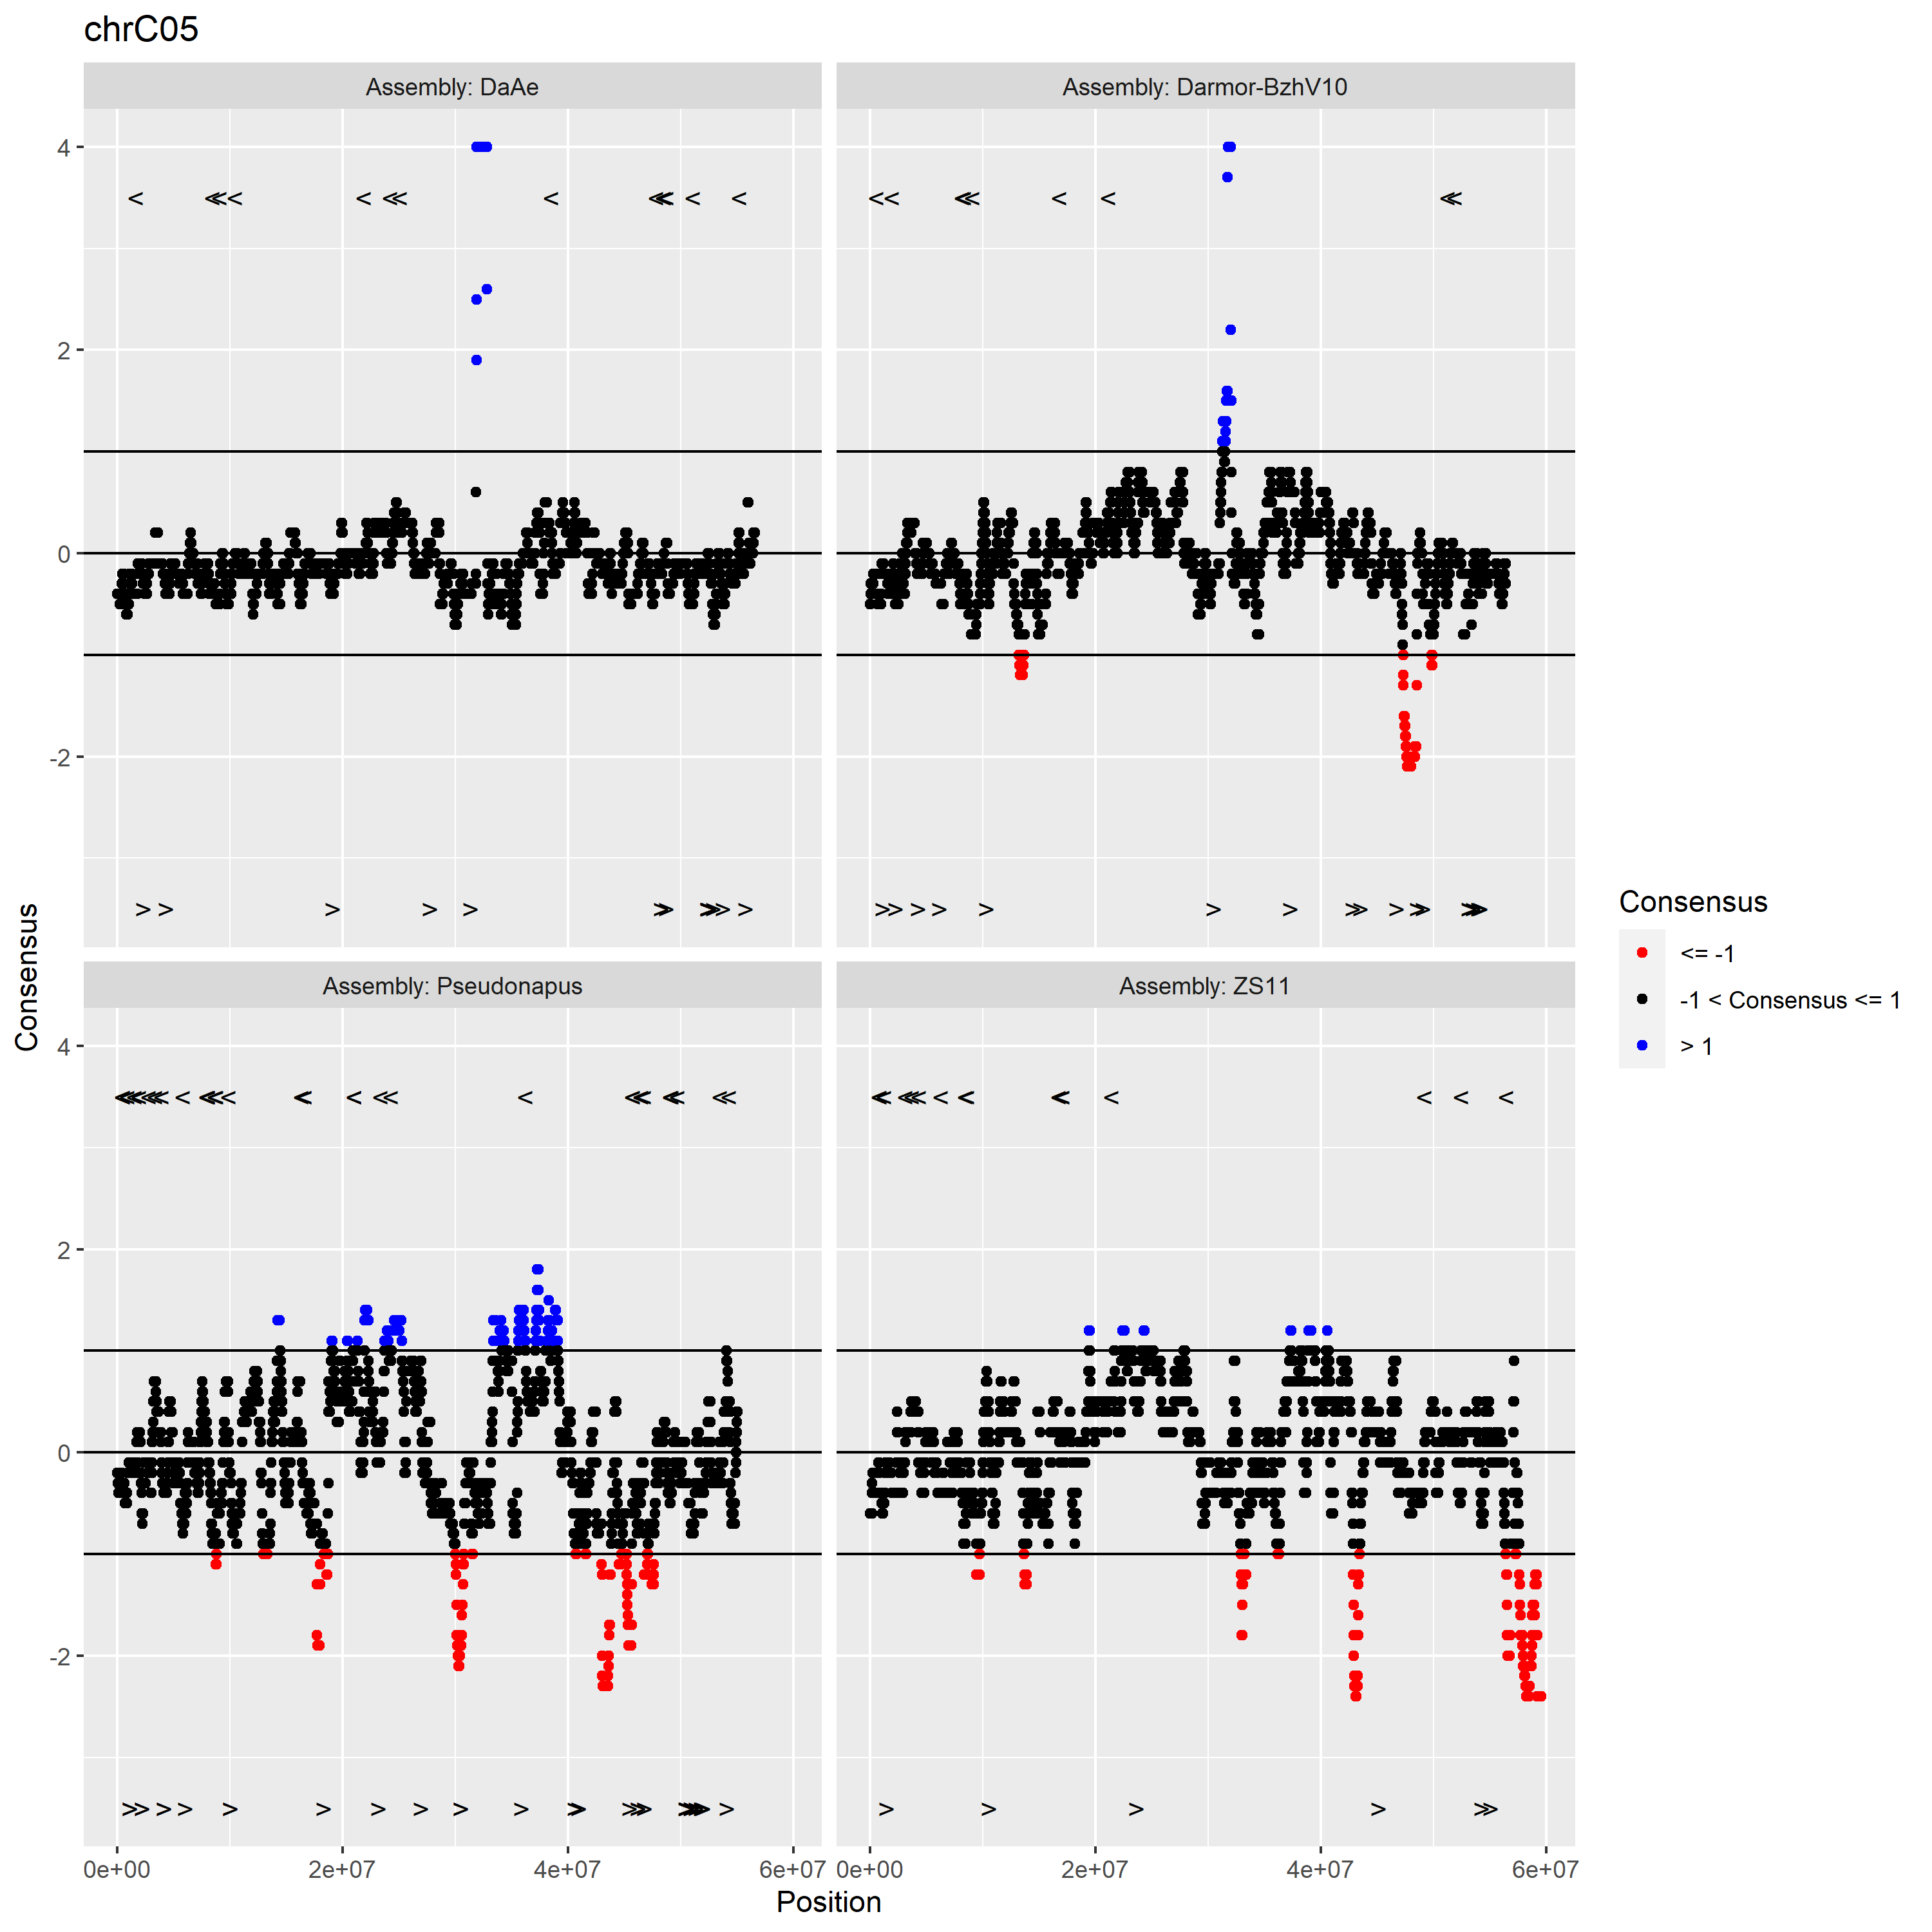 chrC05
Assembly: DaAe
Assembly: Darmor-BzhV10
4
2
0
-2
Assembly: Pseudonapus
Assembly: ZS11
4
2
0
-2
0e+00
2e+07
4e+07
6e+07
0e+00
2e+07
4e+07
6e+07
Position
Consensus
Consensus
<= -1
-1 < Consensus <= 1
> 1